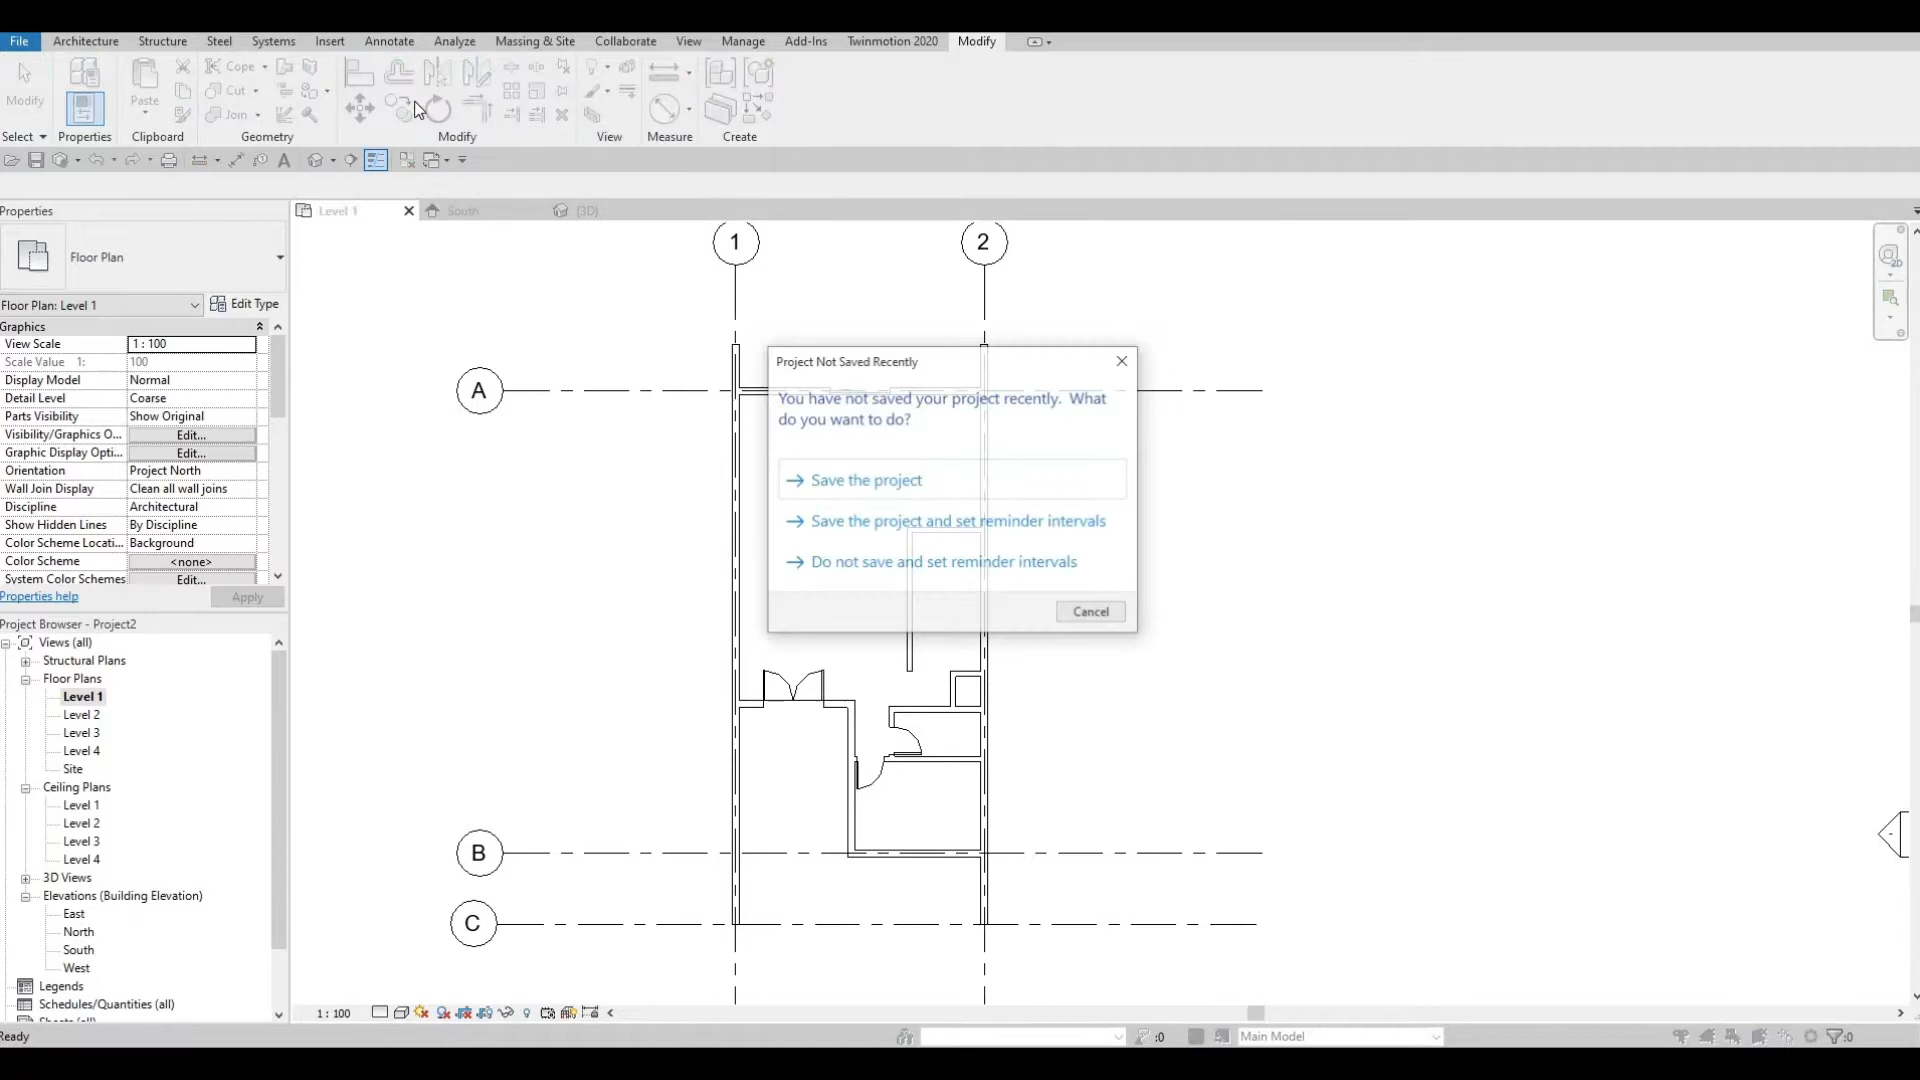 File Architecture Structure Steel Systems Insert Annotate Analyze Massing & Site Collaborate View Manage Add-Ins Twinmotion 2020 Modify
Modify
Paste
Cope
Cut
Join
Select Properties Clipboard Geometry Modify View Measure Create
A
Properties
Level 1 South {3D}
Floor Plan
Floor Plan: Level 1 Edit Type
Graphics
View Scale 1 : 100
Scale Value 1: 100
Display Model Normal
Detail Level Coarse
Parts Visibility Show Original
Visibility/Graphics O... Edit...
Graphic Display Opti... Edit...
Orientation Project North
Wall Join Display Clean all wall joins
Discipline Architectural
Show Hidden Lines By Discipline
Color Scheme Locati... Background
Color Scheme <none>
System Color Schemes Edit...
Properties help Apply
Project Browser - Project2
Views (all)
Structural Plans
Floor Plans
Level 1
Level 2
Level 3
Level 4
Site
Ceiling Plans
Level 1
Level 2
Level 3
Level 4
3D Views
Elevations (Building Elevation)
East
North
South
West
Legends
Schedules/Quantities (all)
Sheets (all)
1 2
A
B
C
2D
Project Not Saved Recently
You have not saved your project recently. What
do you want to do?
Save the project
Save the project and set reminder intervals
Do not save and set reminder intervals
Cancel
1 : 100
Ready :0 Main Model :0